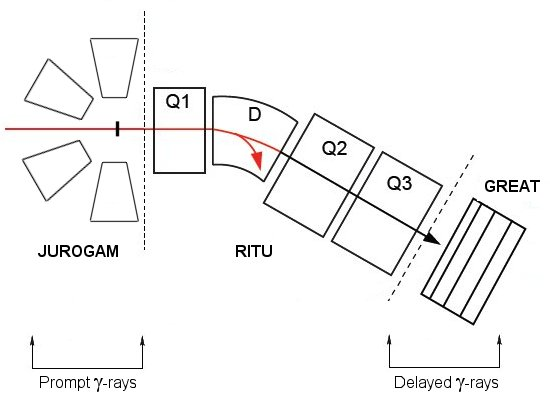 Q1
D
Q2
Q3
GREAT
JUROGAM
RITU
Prompt γ-rays
Delayed γ-rays